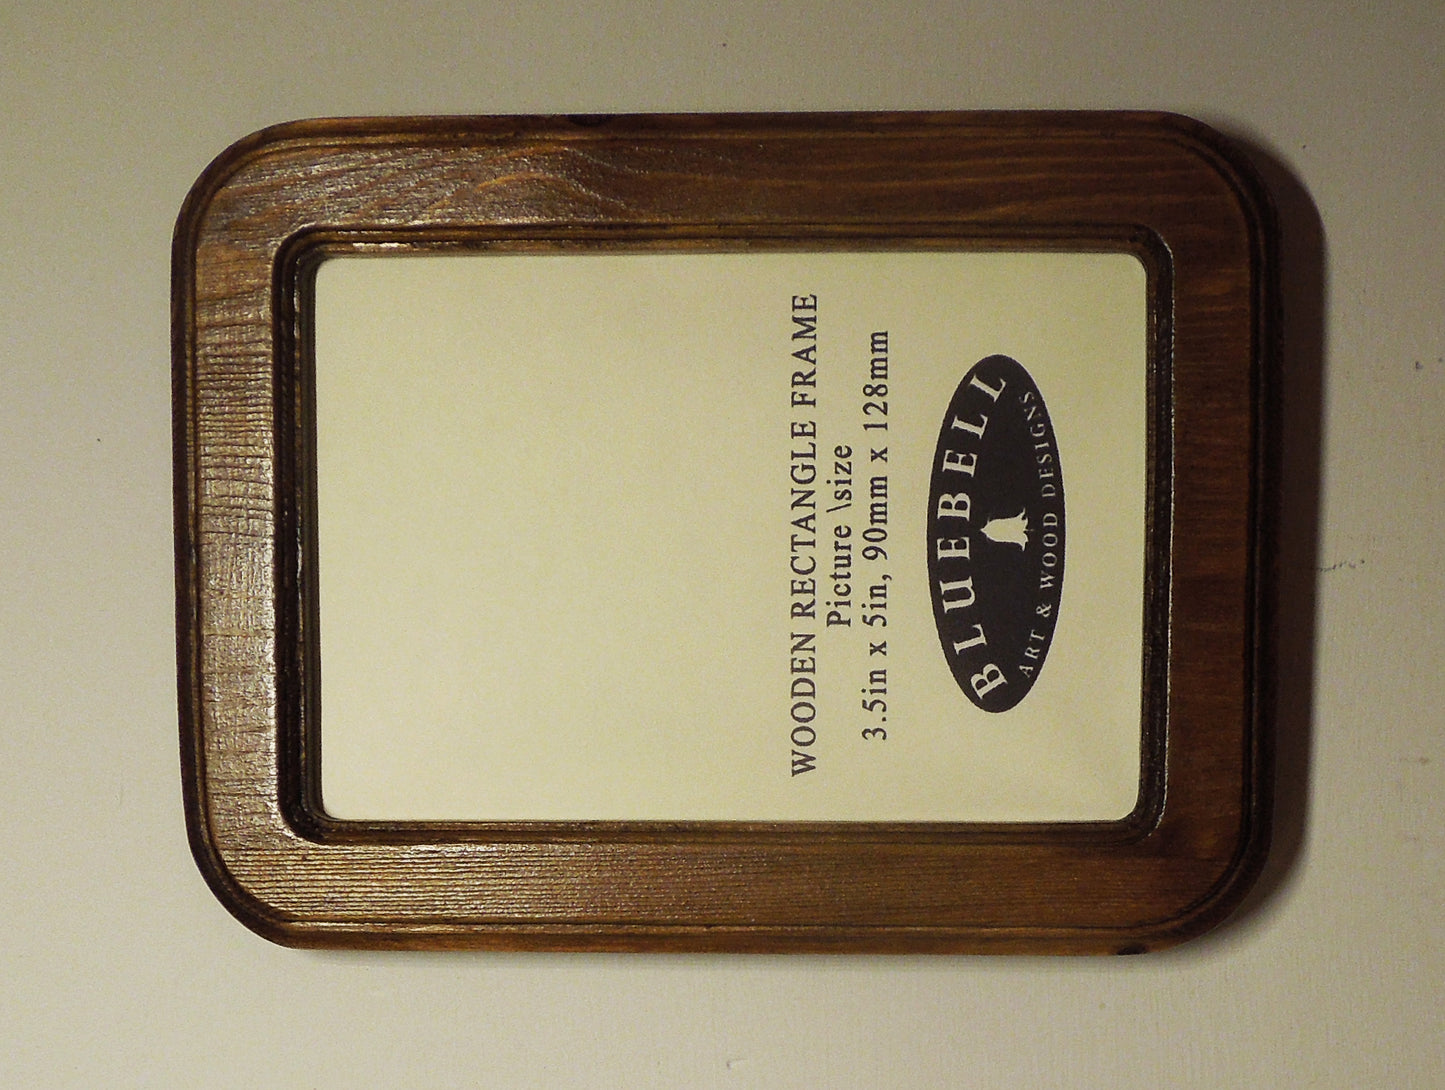 WOODEN RECTANGLE FRAME
Picture \size
3.5in x 5in, 90mm x 128mm
BLUEBELL
ART & WOOD DESIGNS